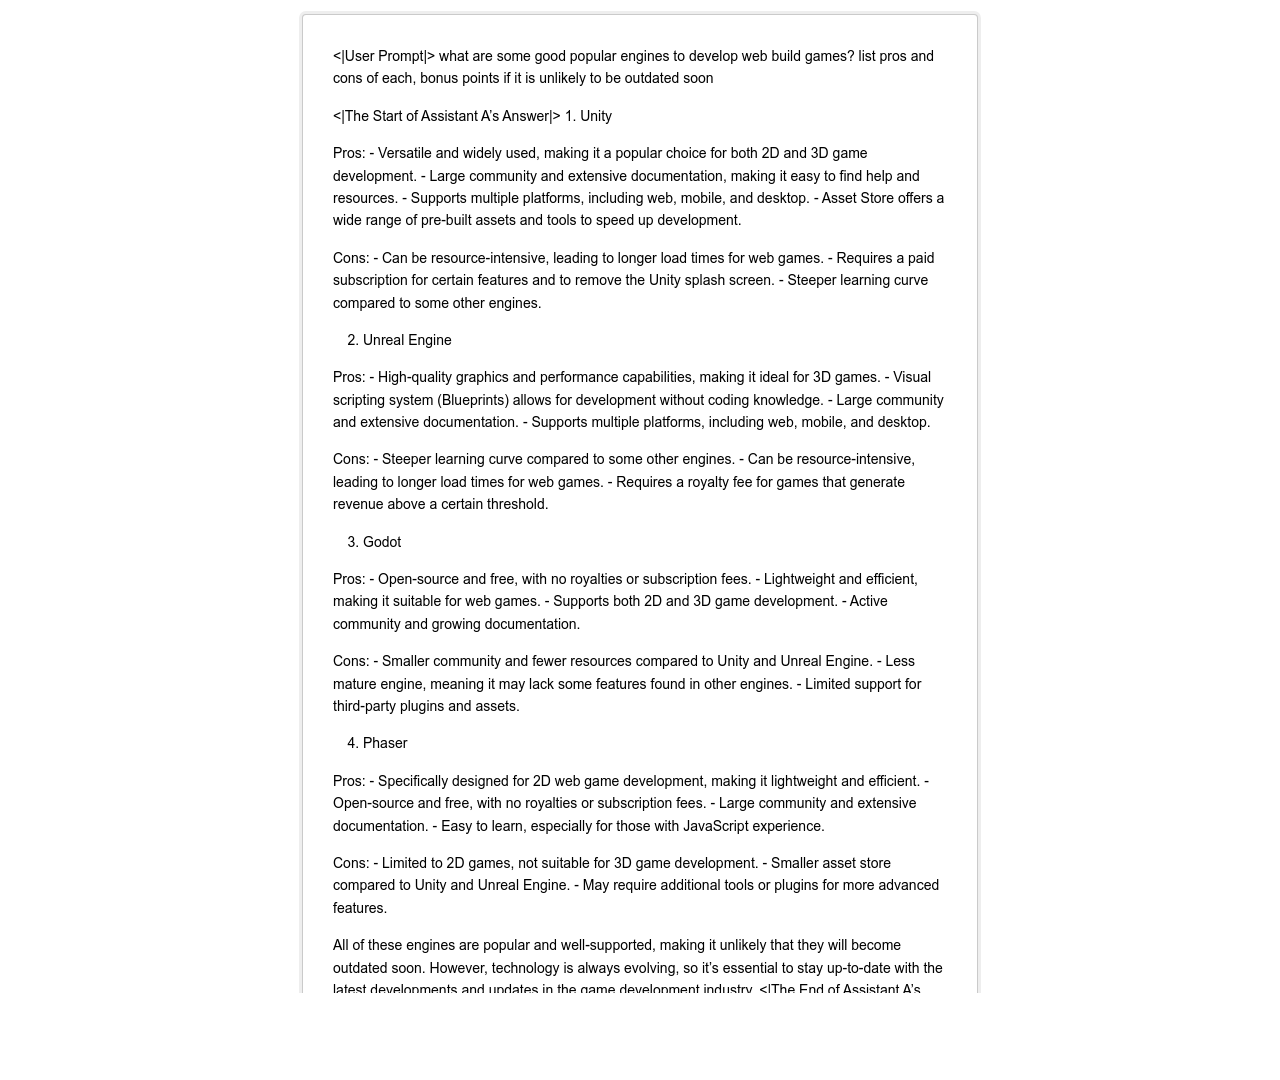 <|User Prompt|> what are some good popular engines to develop web build games? list pros and
cons of each, bonus points if it is unlikely to be outdated soon
<|The Start of Assistant A’s Answer|> 1. Unity
Pros: - Versatile and widely used, making it a popular choice for both 2D and 3D game
development. - Large community and extensive documentation, making it easy to find help and
resources. - Supports multiple platforms, including web, mobile, and desktop. - Asset Store offers a
wide range of pre-built assets and tools to speed up development.
Cons: - Can be resource-intensive, leading to longer load times for web games. - Requires a paid
subscription for certain features and to remove the Unity splash screen. - Steeper learning curve
compared to some other engines.
2. Unreal Engine
Pros: - High-quality graphics and performance capabilities, making it ideal for 3D games. - Visual
scripting system (Blueprints) allows for development without coding knowledge. - Large community
and extensive documentation. - Supports multiple platforms, including web, mobile, and desktop.
Cons: - Steeper learning curve compared to some other engines. - Can be resource-intensive,
leading to longer load times for web games. - Requires a royalty fee for games that generate
revenue above a certain threshold.
3. Godot
Pros: - Open-source and free, with no royalties or subscription fees. - Lightweight and efficient,
making it suitable for web games. - Supports both 2D and 3D game development. - Active
community and growing documentation.
Cons: - Smaller community and fewer resources compared to Unity and Unreal Engine. - Less
mature engine, meaning it may lack some features found in other engines. - Limited support for
third-party plugins and assets.
4. Phaser
Pros: - Specifically designed for 2D web game development, making it lightweight and efficient. -
Open-source and free, with no royalties or subscription fees. - Large community and extensive
documentation. - Easy to learn, especially for those with JavaScript experience.
Cons: - Limited to 2D games, not suitable for 3D game development. - Smaller asset store
compared to Unity and Unreal Engine. - May require additional tools or plugins for more advanced
features.
All of these engines are popular and well-supported, making it unlikely that they will become
outdated soon. However, technology is always evolving, so it’s essential to stay up-to-date with the
latest developments and updates in the game development industry. <|The End of Assistant A’s